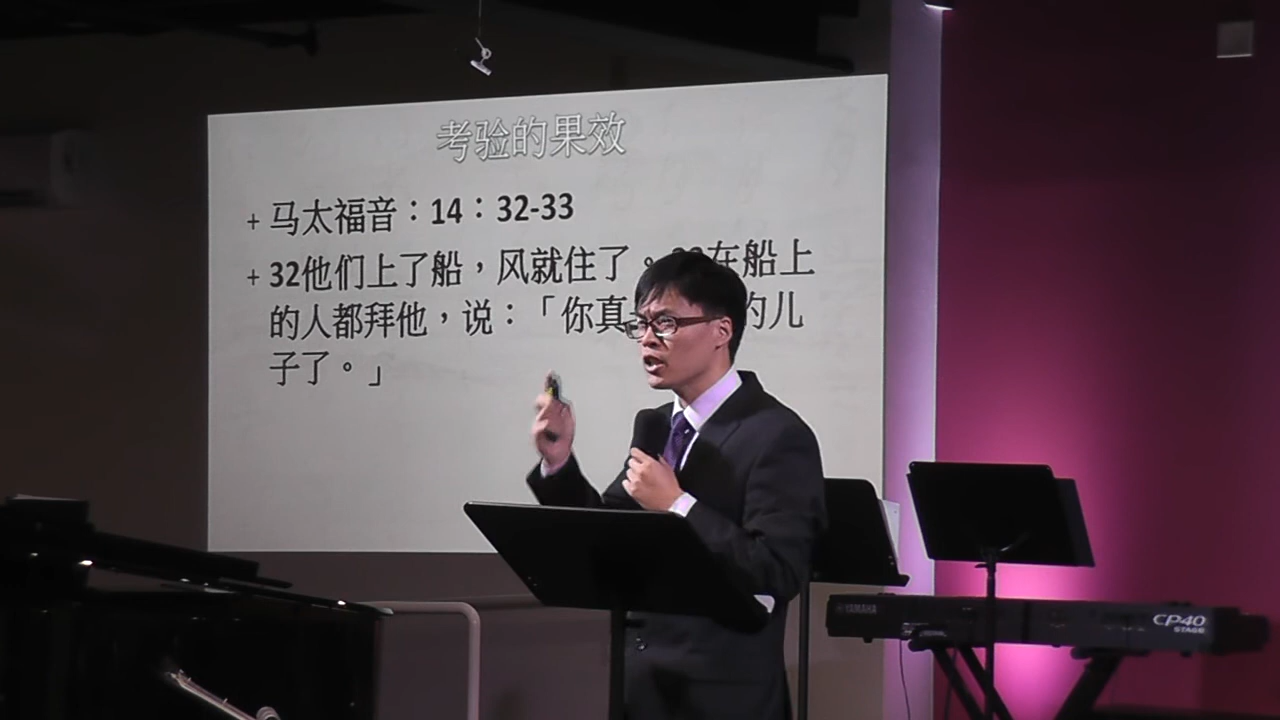 考验的果效
+ 马太福音：14：32-33
+ 32他们上了船，风就住了。 在船上
的人都拜他，说：「你真 的儿
子了。」
YAMAHA
CP40
STAGE